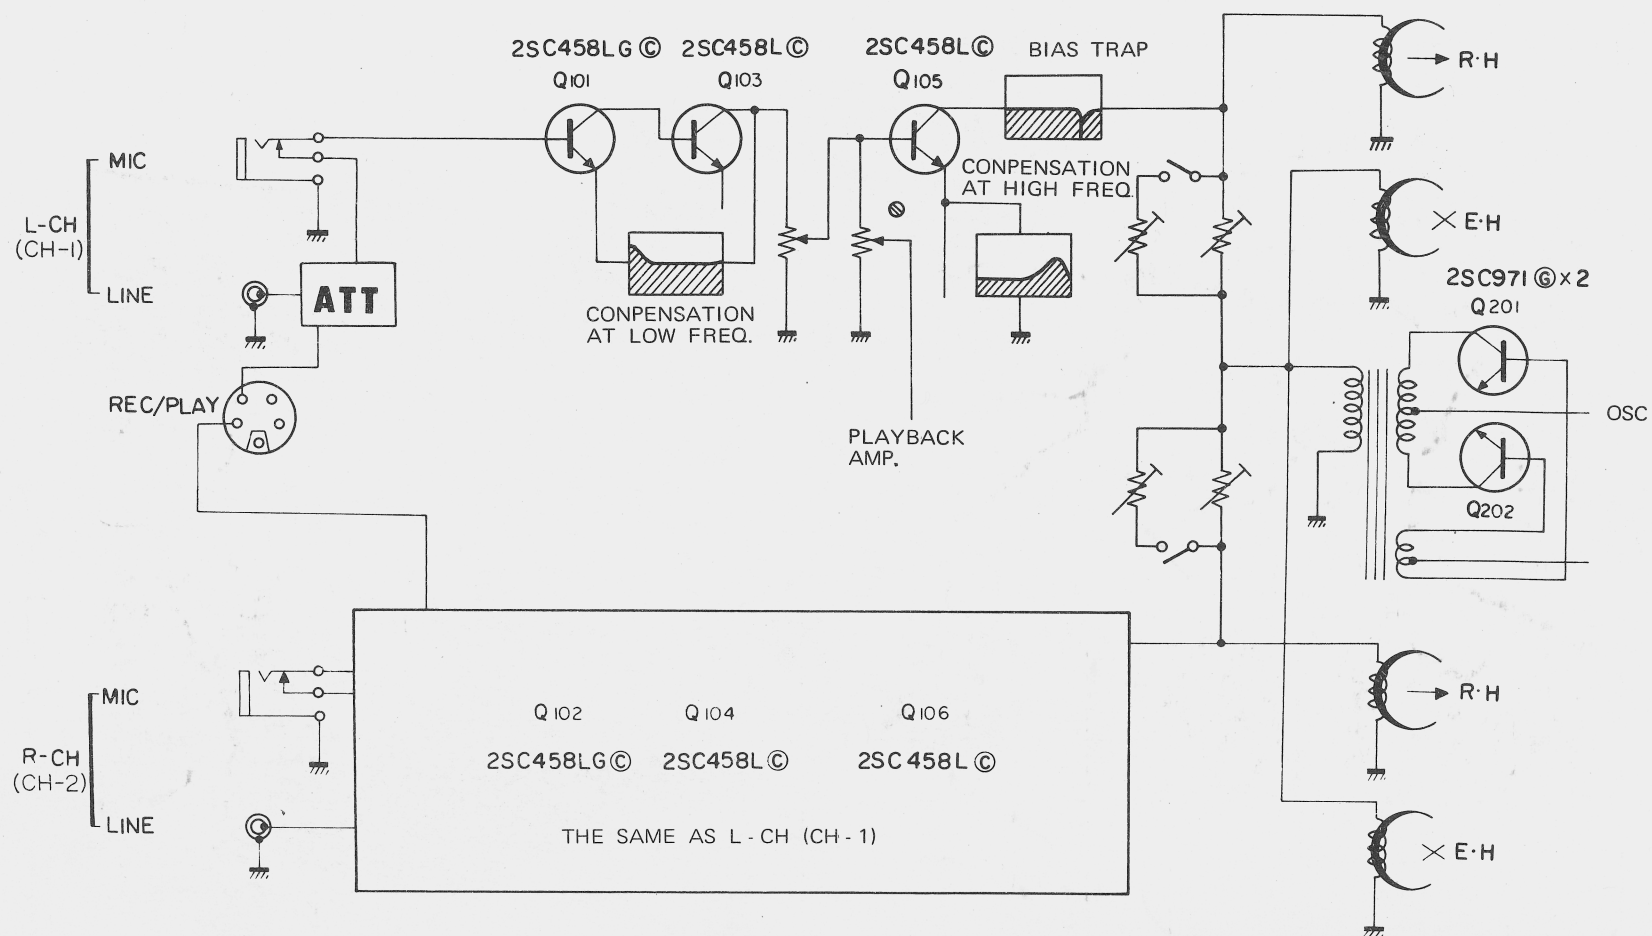 2SC458LG Ⓒ
Q101
2SC458L Ⓒ
Q103
2SC458L Ⓒ
Q105
BIAS TRAP
R·H
MIC
L-CH
(CH-1)
LINE
ATT
CONPENSATION
AT LOW FREQ.
CONPENSATION
AT HIGH FREQ.
E·H
2SC971 Ⓖ×2
Q201
OSC
REC/PLAY
PLAYBACK
AMP.
Q202
MIC
R-CH
(CH-2)
LINE
Q102
Q104
Q106
2SC458LG Ⓒ
2SC458L Ⓒ
2SC458L Ⓒ
THE SAME AS L-CH (CH-1)
R·H
E·H